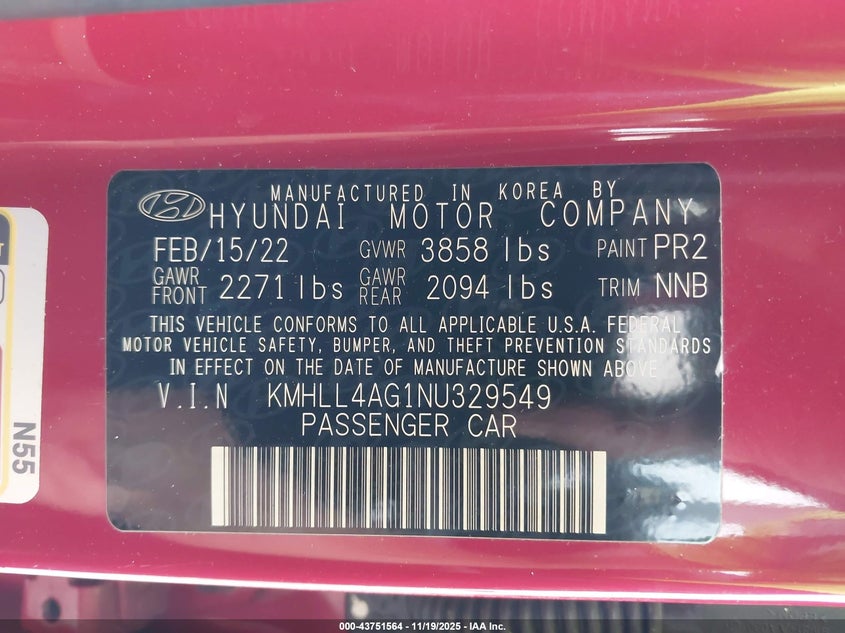 MANUFACTURED IN KOREA BY
HYUNDAI MOTOR COMPANY
FEB/15/22 GVWR 3858 lbs PAINT PR2
GAWR FRONT 2271 lbs GAWR REAR 2094 lbs TRIM NNB
THIS VEHICLE CONFORMS TO ALL APPLICABLE U.S.A. FEDERAL
MOTOR VEHICLE SAFETY, BUMPER, AND THEFT PREVENTION STANDARDS
IN EFFECT ON THE DATE OF MANUFACTURE SHOWN ABOVE
V.I.N KMHLL4AG1NU329549
PASSENGER CAR
N55
000-43751564 - 11/19/2025 - IAA Inc.